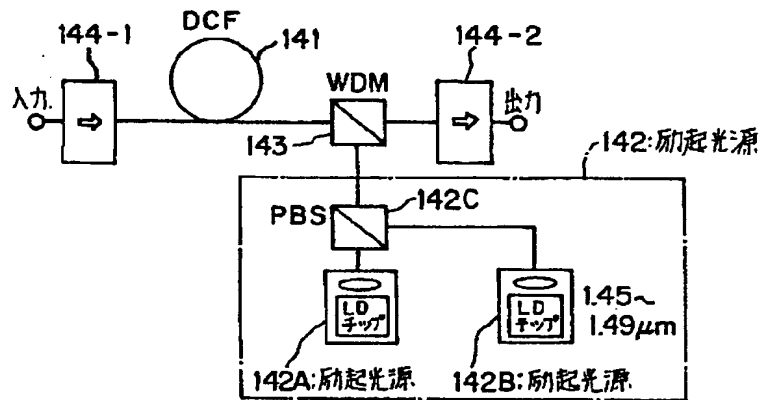 DCF
144-1
141
144-2
WDM
入力.
出力
143
142:励起光源
PBS
142C
LD
チップ
LD
チップ
1.45~
1.49μm
142A:励起光源
142B:励起光源